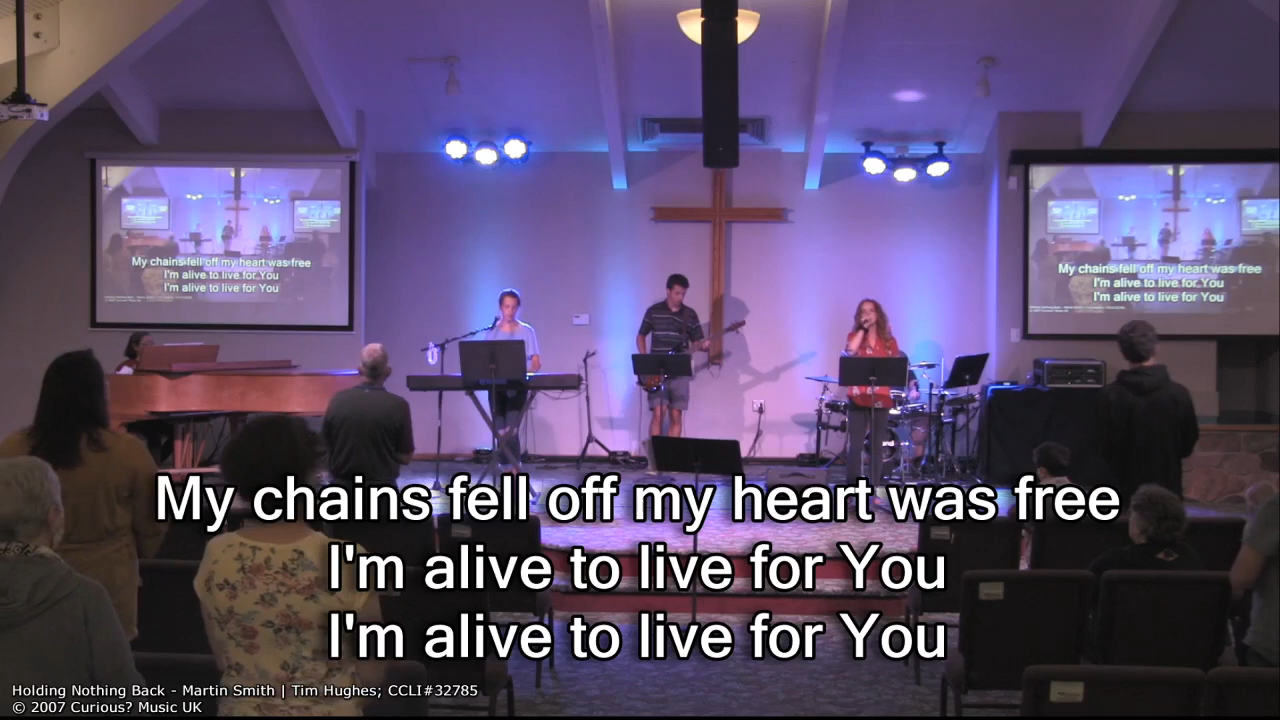 My chains fell off my heart was free
I'm alive to live for You
I'm alive to live for You
My chains fell off my heart was free
I'm alive to live for You
I'm alive to live for You
My chains fell off my heart was free
I'm alive to live for You
I'm alive to live for You
Holding Nothing Back - Martin Smith | Tim Hughes; CCLI#32785
© 2007 Curious? Music UK